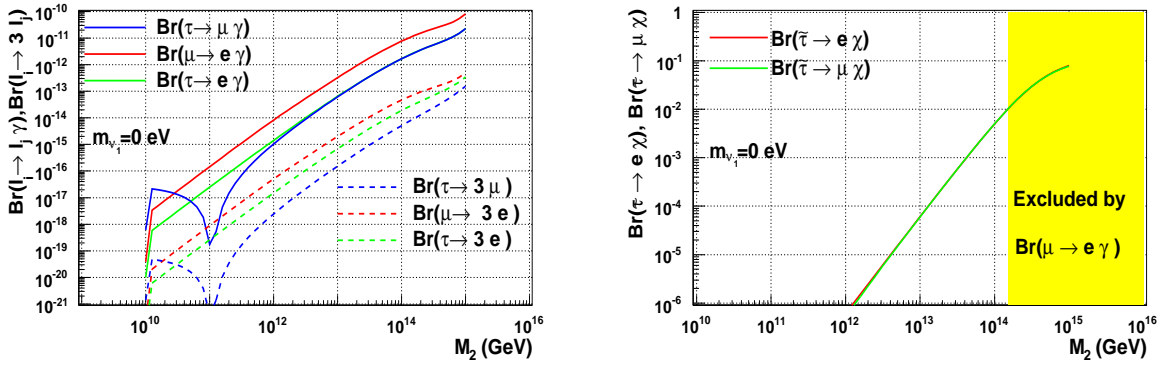 Br(l_i → l_j γ),Br(l_i → 3 l_j)
10^-10
10^-11
10^-12
10^-13
10^-14
10^-15
10^-16
10^-17
10^-18
10^-19
10^-20
10^-21
Br(τ→ μ γ)
Br(μ→ e γ)
Br(τ→ e γ)
m_ν1=0 eV
Br(τ→ 3 μ)
Br(μ→ 3 e)
Br(τ→ 3 e )
10^10 10^12 10^14 10^16
M_2 (GeV)
Br(τ̃ → e χ), Br(τ̃ → μ χ)
1
10^-1
10^-2
10^-3
10^-4
10^-5
10^-6
Br(τ̃ → e χ)
Br(τ̃ → μ χ)
m_ν1=0 eV
Excluded by
Br(μ → e γ )
10^10 10^11 10^12 10^13 10^14 10^15 10^16
M_2 (GeV)